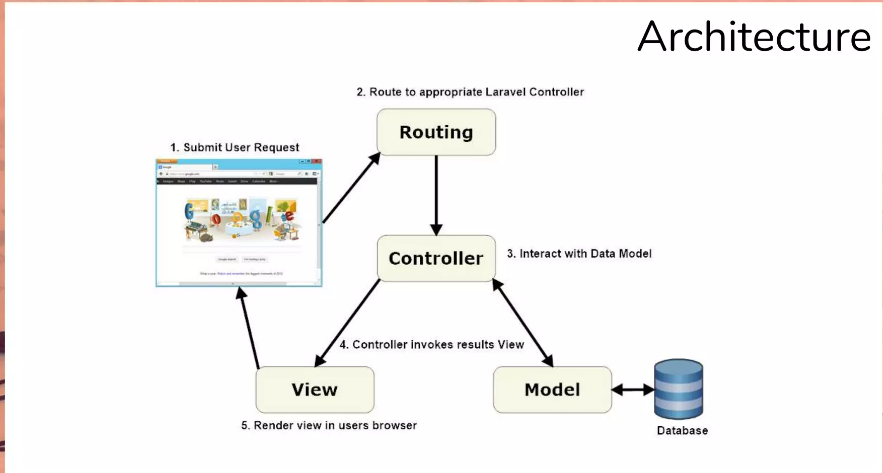 Architecture
2. Route to appropriate Laravel Controller
Routing
1. Submit User Request
Google
Controller
3. Interact with Data Model
4. Controller invokes results View
View
Model
5. Render view in users browser
Database